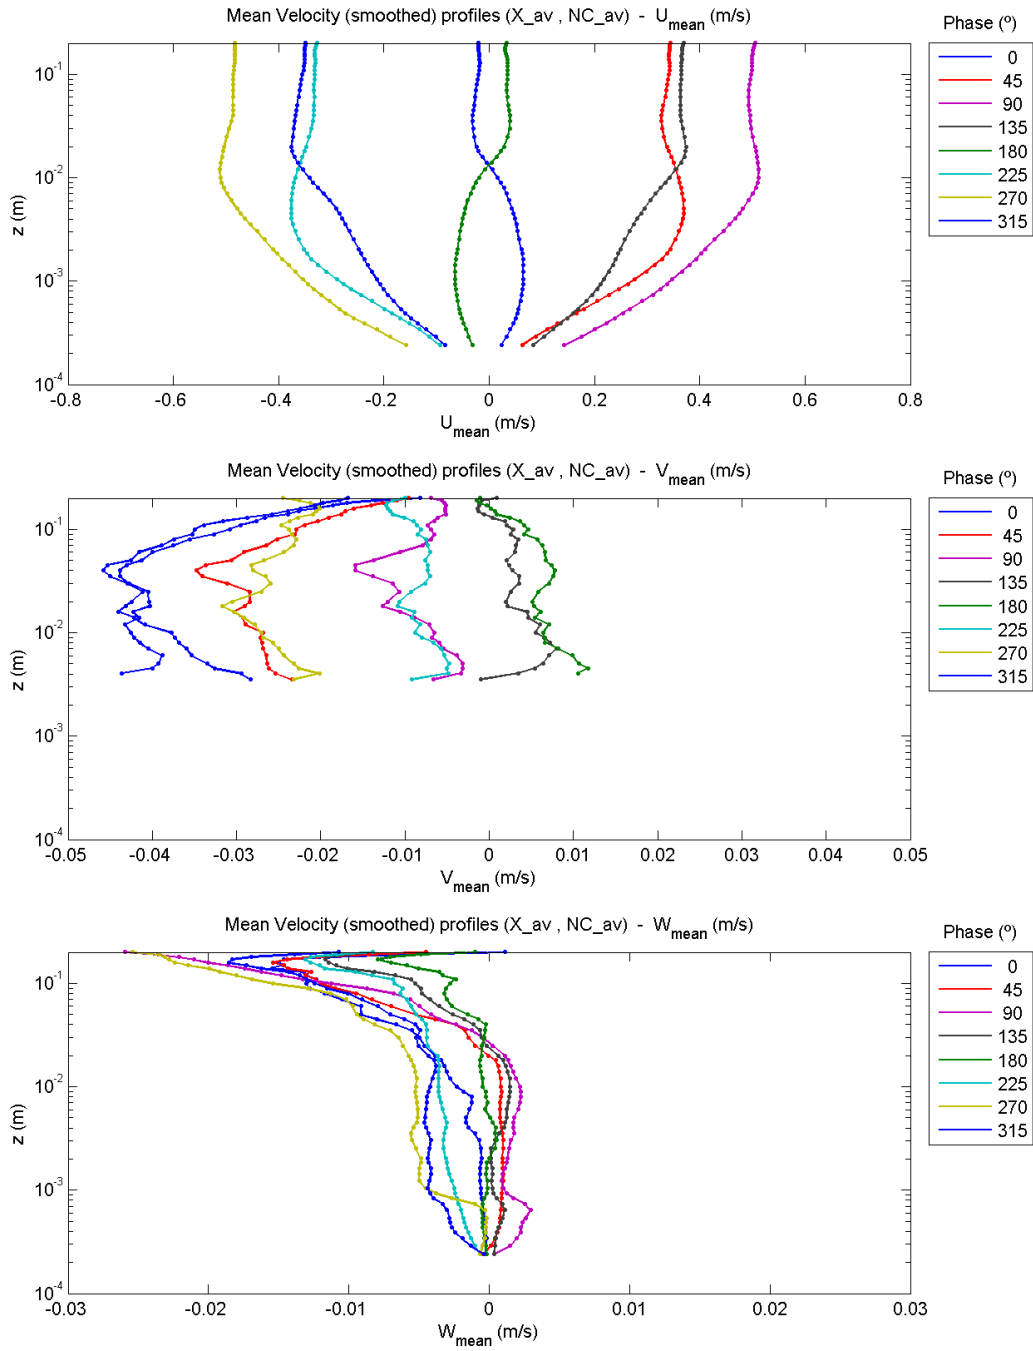 Mean Velocity (smoothed) profiles (X_av , NC_av) - U_mean (m/s)
Phase (º)
0
45
90
135
180
225
270
315
10^-1
10^-2
10^-3
10^-4
z (m)
-0.8 -0.6 -0.4 -0.2 0 0.2 0.4 0.6 0.8
U_mean (m/s)
Mean Velocity (smoothed) profiles (X_av , NC_av) - V_mean (m/s)
Phase (º)
0
45
90
135
180
225
270
315
10^-1
10^-2
10^-3
10^-4
z (m)
-0.05 -0.04 -0.03 -0.02 -0.01 0 0.01 0.02 0.03 0.04 0.05
V_mean (m/s)
Mean Velocity (smoothed) profiles (X_av , NC_av) - W_mean (m/s)
Phase (º)
0
45
90
135
180
225
270
315
10^-1
10^-2
10^-3
10^-4
z (m)
-0.03 -0.02 -0.01 0 0.01 0.02 0.03
W_mean (m/s)